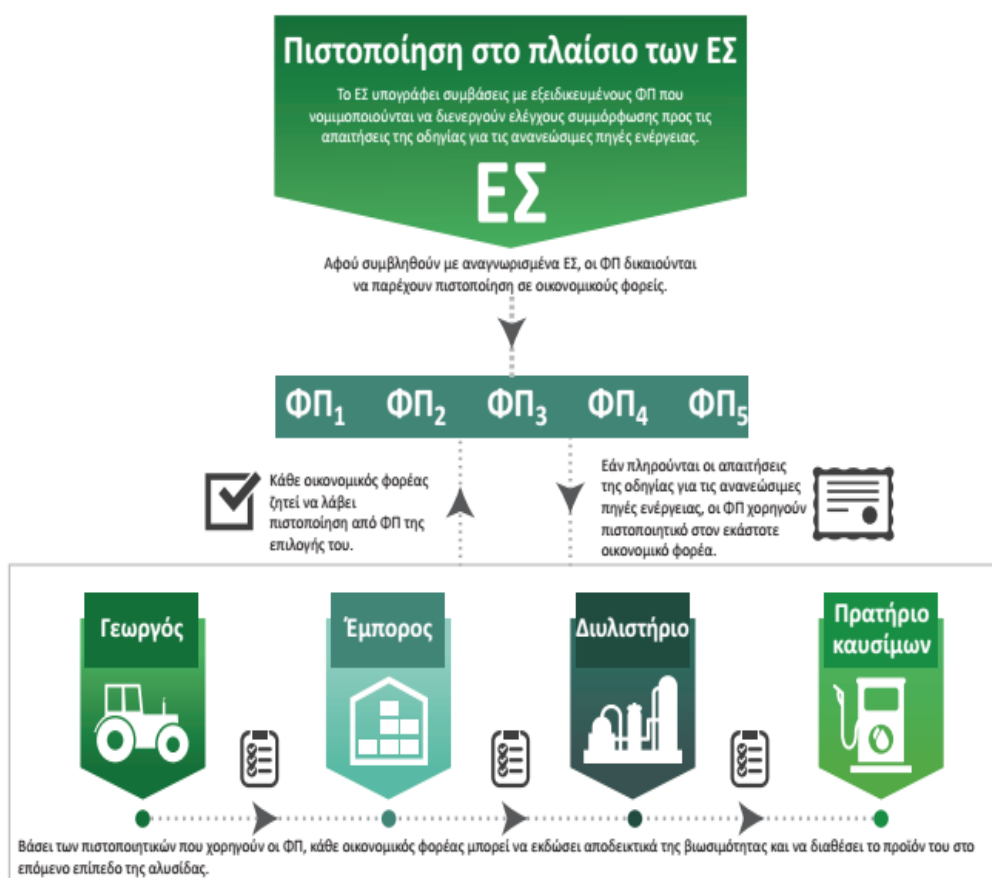 Πιστοποίηση στο πλαίσιο των ΕΣ
Το ΕΣ υπογράφει συμβάσεις με εξειδικευμένους ΦΠ που
νομιμοποιούνται να διενεργούν ελέγχους συμμόρφωσης προς τις
απαιτήσεις της οδηγίας για τις ανανεώσιμες πηγές ενέργειας.
ΕΣ
Αφού συμβληθούν με αναγνωρισμένα ΕΣ, οι ΦΠ δικαιούνται
να παρέχουν πιστοποίηση σε οικονομικούς φορείς.
ΦΠ₁ ΦΠ₂ ΦΠ₃ ΦΠ₄ ΦΠ₅
Κάθε οικονομικός φορέας
ζητεί να λάβει
πιστοποίηση από ΦΠ της
επιλογής του.
Εάν πληρούνται οι απαιτήσεις
της οδηγίας για τις ανανεώσιμες
πηγές ενέργειας, οι ΦΠ χορηγούν
πιστοποιητικό στον εκάστοτε
οικονομικό φορέα.
Γεωργός
Έμπορος
Διυλιστήριο
Πρατήριο
καυσίμων
Βάσει των πιστοποιητικών που χορηγούν οι ΦΠ, κάθε οικονομικός φορέας μπορεί να εκδώσει αποδεικτικά της βιωσιμότητας και να διαθέσει το προϊόν του στο
επόμενο επίπεδο της αλυσίδας.